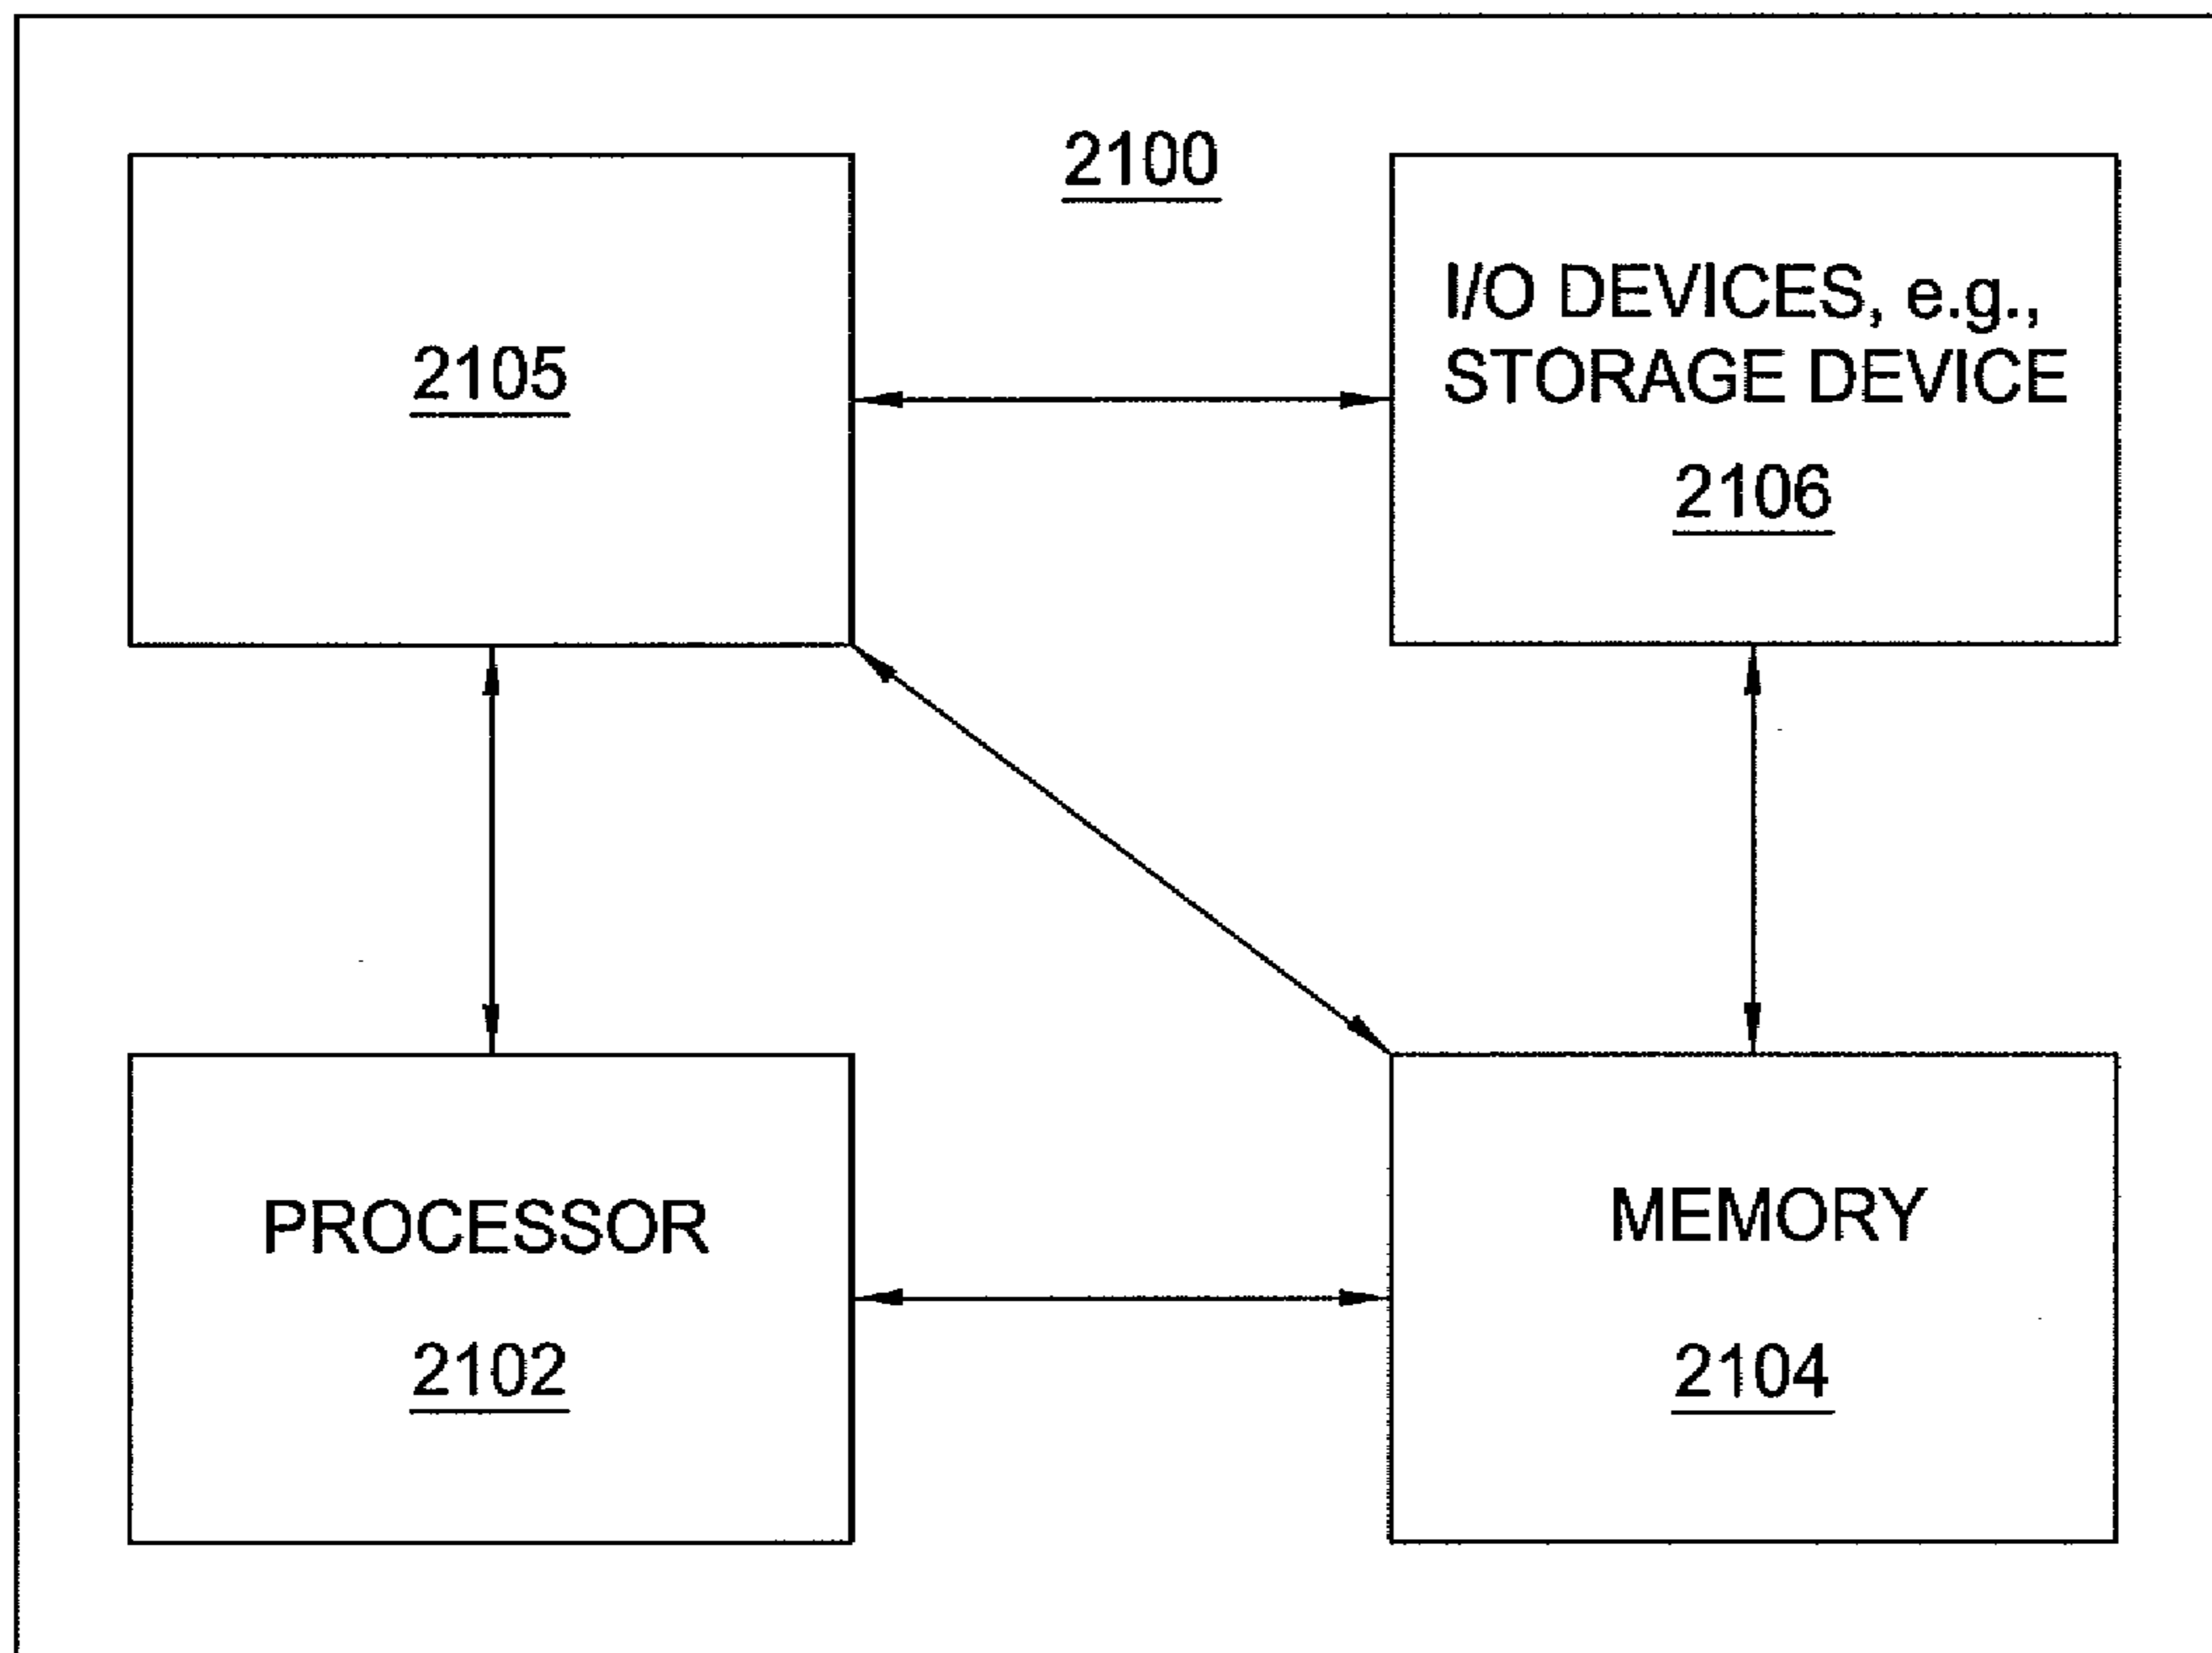 2100
2105
I/O DEVICES, e.g.,
STORAGE DEVICE
2106
PROCESSOR
2102
MEMORY
2104